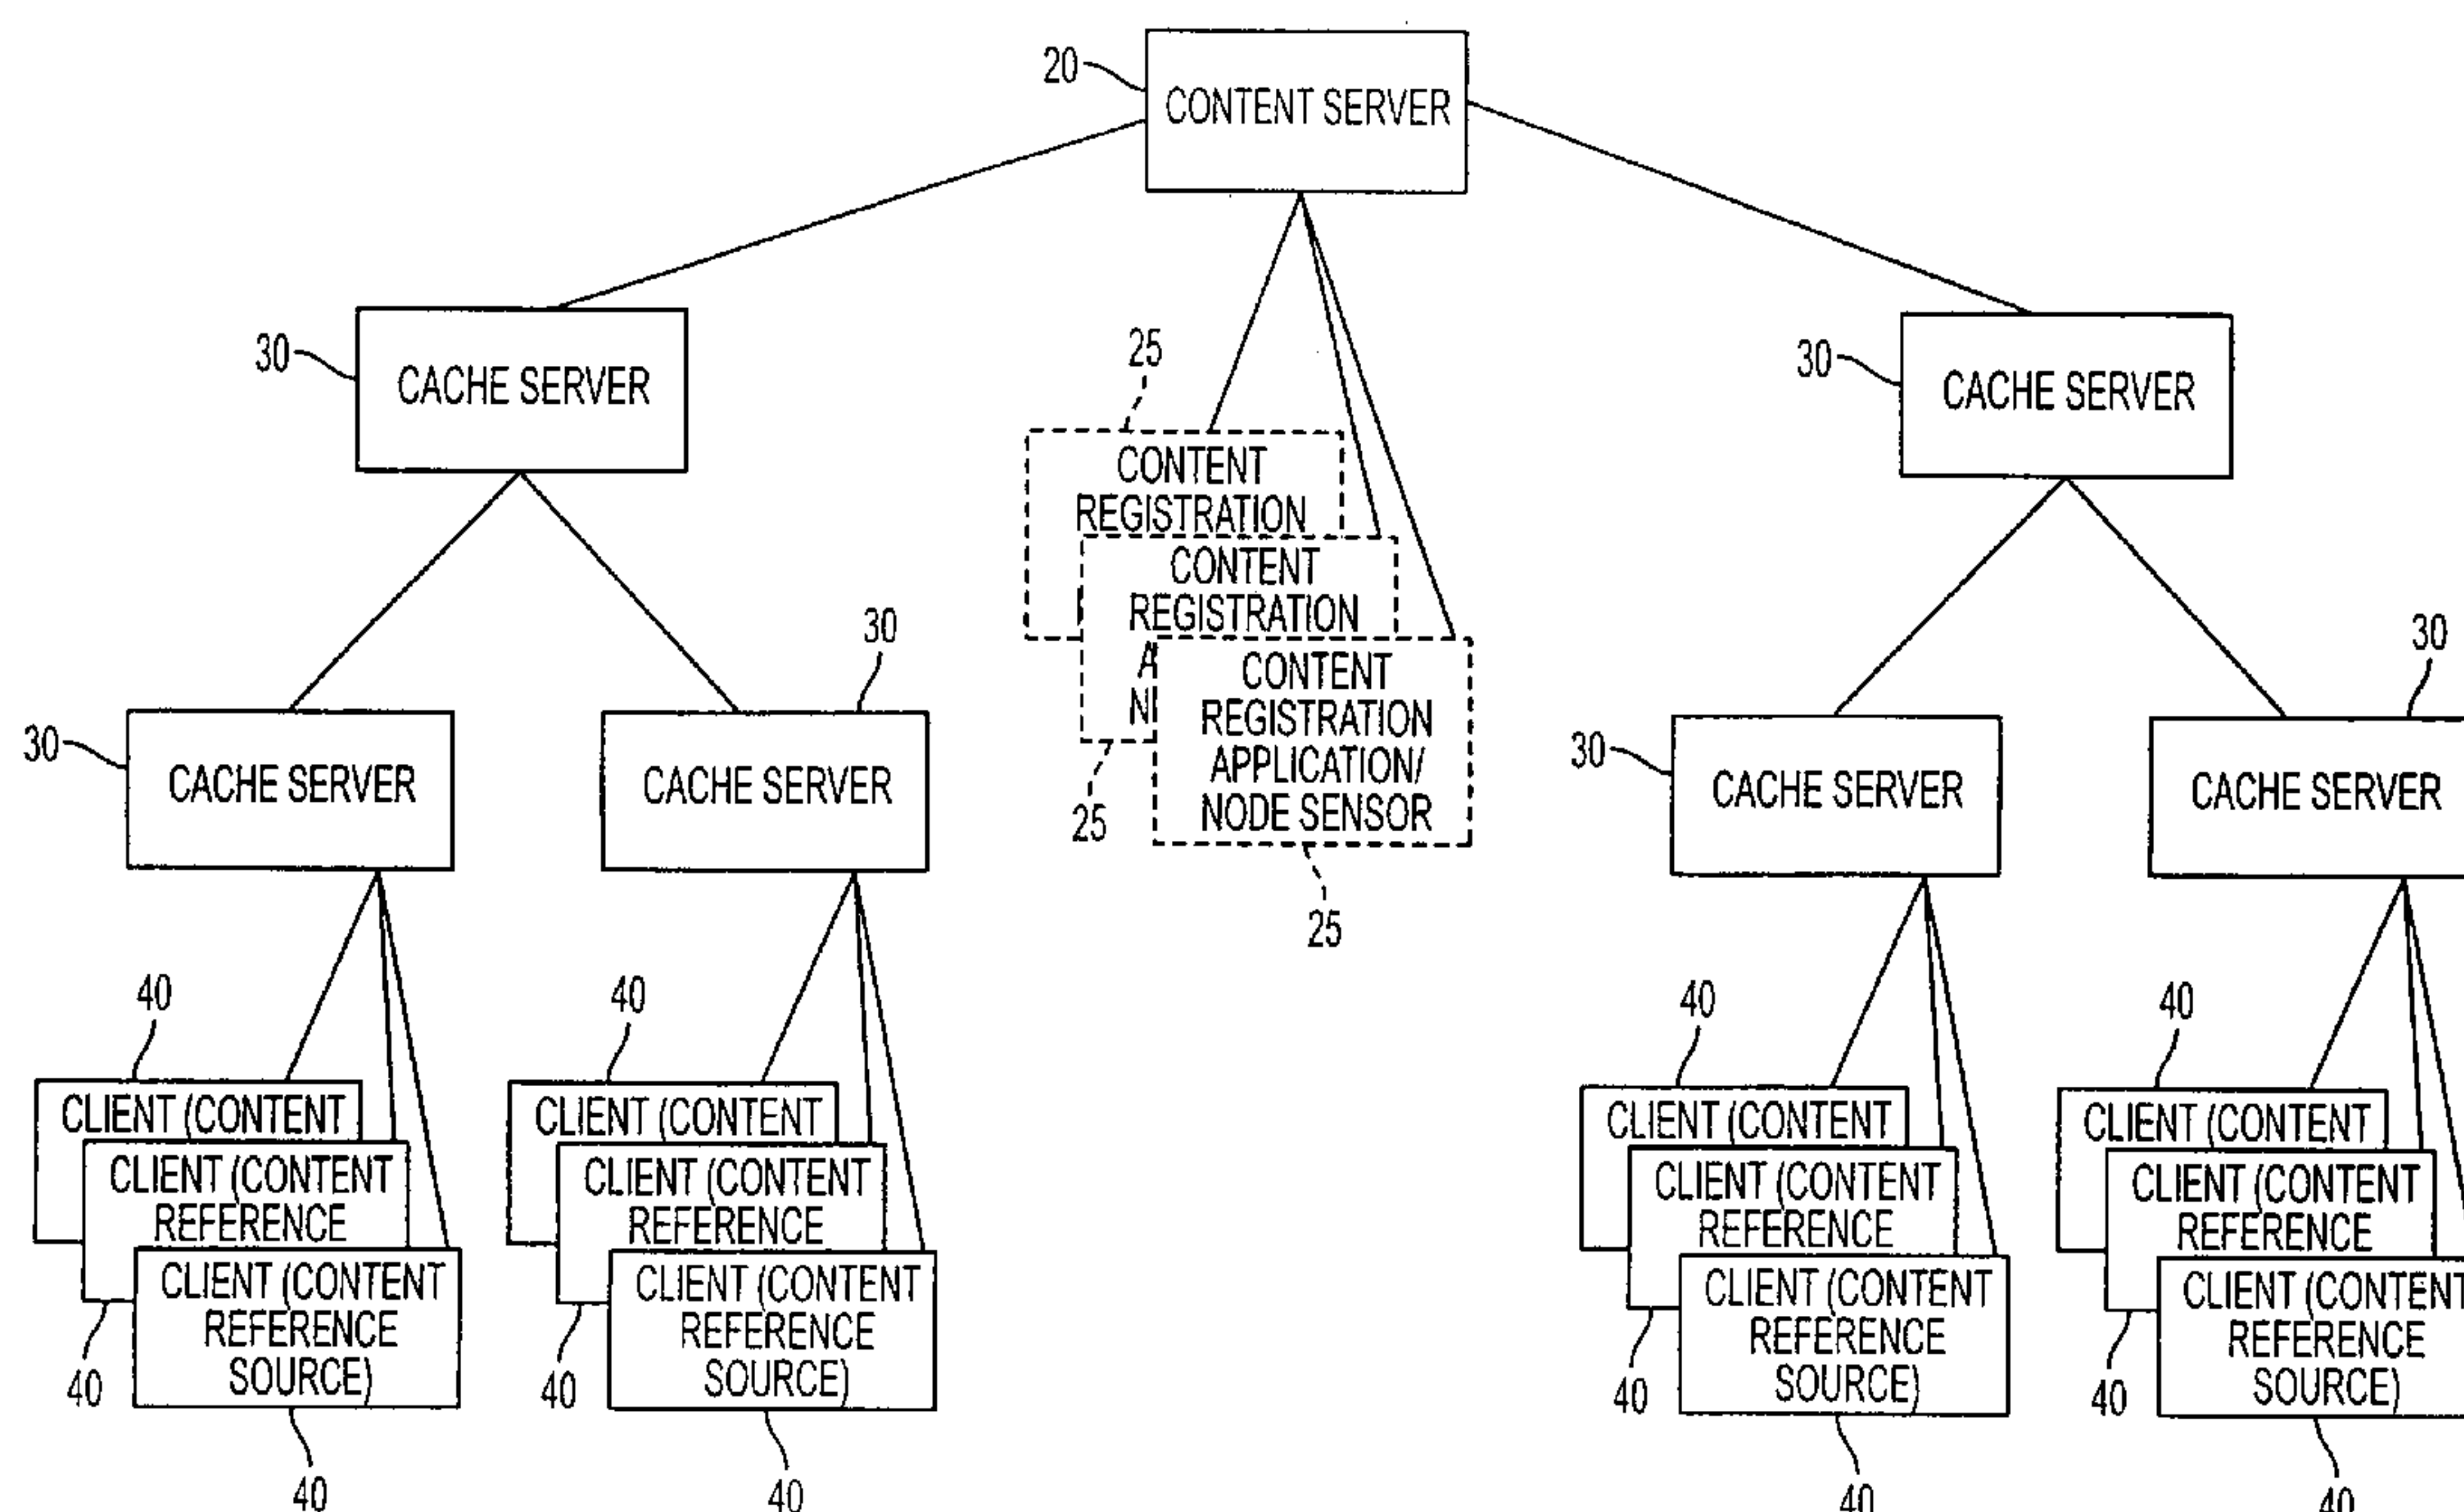 20
CONTENT SERVER
30
CACHE SERVER
25
CONTENT
REGISTRATION
CONTENT
REGISTRATION
A
N
25
CONTENT
REGISTRATION
APPLICATION/
NODE SENSOR
25
30
CACHE SERVER
30
CACHE SERVER
30
CACHE SERVER
30
CACHE SERVER
30
CACHE SERVER
40
CLIENT (CONTENT
CLIENT (CONTENT
REFERENCE
40
CLIENT (CONTENT
REFERENCE
SOURCE)
40
40
CLIENT (CONTENT
CLIENT (CONTENT
REFERENCE
40
CLIENT (CONTENT
REFERENCE
SOURCE)
40
40
CLIENT (CONTENT
CLIENT (CONTENT
REFERENCE
40
CLIENT (CONTENT
REFERENCE
SOURCE)
40
40
CLIENT (CONTENT
CLIENT (CONTENT
REFERENCE
40
CLIENT (CONTENT
REFERENCE
SOURCE)
40